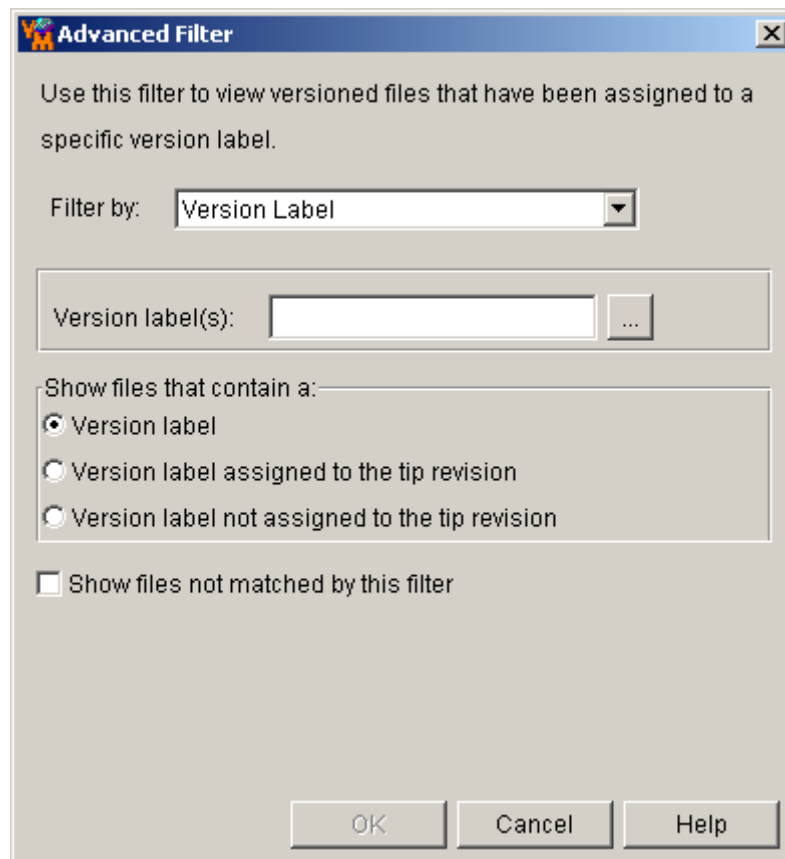 Advanced Filter
Use this filter to view versioned files that have been assigned to a
specific version label.
Filter by: Version Label
Version label(s): ...
Show files that contain a:
Version label
Version label assigned to the tip revision
Version label not assigned to the tip revision
Show files not matched by this filter
OK Cancel Help